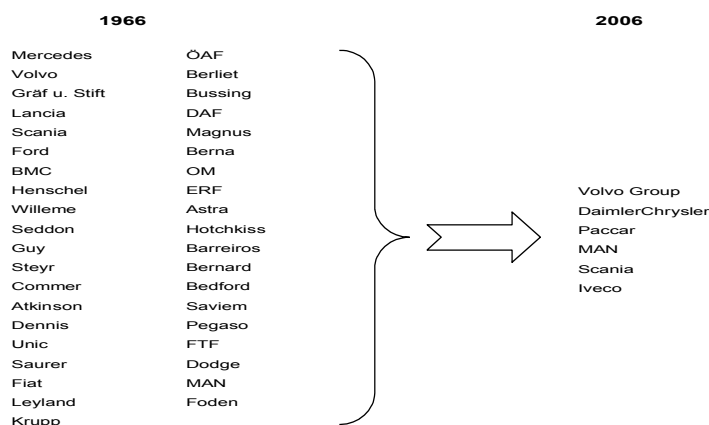 1966
2006
Mercedes
Volvo
Gräf u. Stift
Lancia
Scania
Ford
BMC
Henschel
Willeme
Seddon
Guy
Steyr
Commer
Atkinson
Dennis
Unic
Saurer
Fiat
Leyland
Krupp
ÖAF
Berliet
Bussing
DAF
Magnus
Berna
OM
ERF
Astra
Hotchkiss
Barreiros
Bernard
Bedford
Saviem
Pegaso
FTF
Dodge
MAN
Foden
Volvo Group
DaimlerChrysler
Paccar
MAN
Scania
Iveco